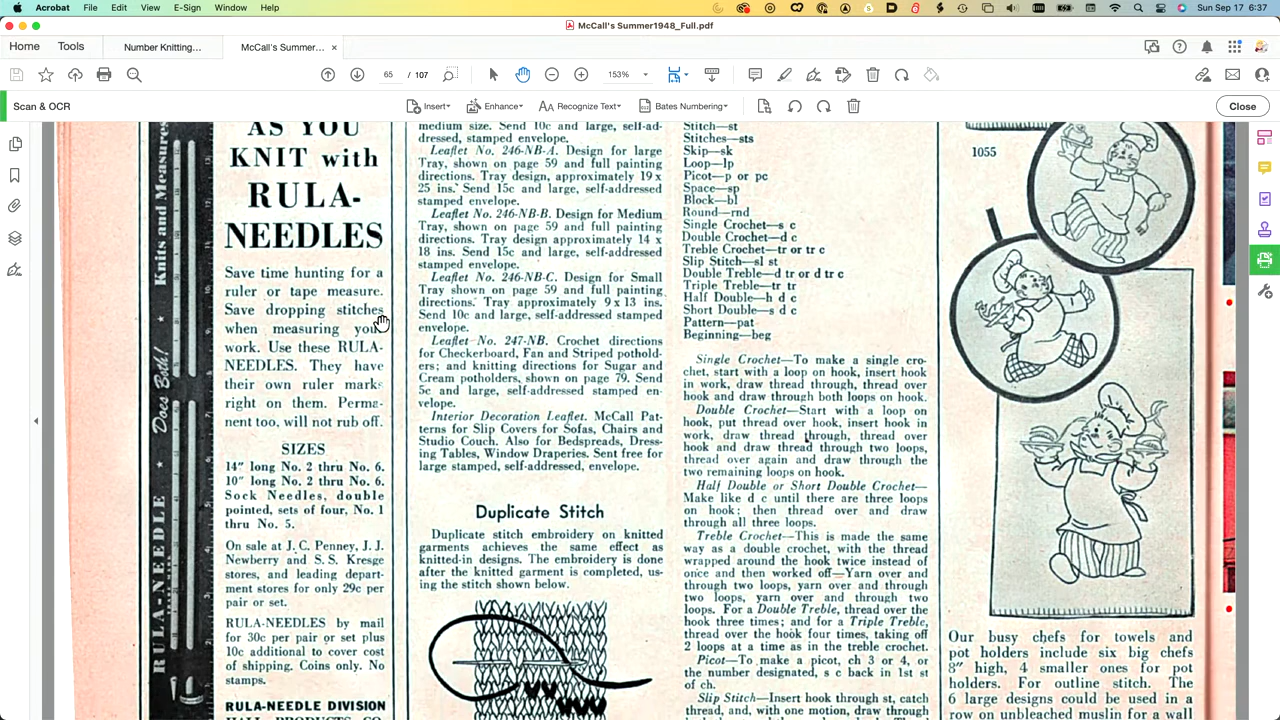 Acrobat File Edit E-Sign Window Help
Sun Sep 17 6:37
McCall's Summer1948_Full.pdf
Home Tools Number Knitting... McCall's Summer... ×
65 / 107
153%
Scan & OCR
Insert Enhance Recognize Text Bates Numbering Close
RULA-NEEDLE ★ Does Both! ★ Knits and Measures
AS YOU
KNIT with
RULA-
NEEDLES
Save time hunting for a
ruler or tape measure.
Save dropping stitches
when measuring your
work. Use these RULA-
NEEDLES. They have
their own ruler marks
right on them. Perma-
nent too, will not rub off.
SIZES
14" long No. 2 thru No. 6.
10" long No. 2 thru No. 6.
Sock Needles, double
pointed, sets of four, No. 1
thru No. 5.
On sale at J. C. Penney, J. J.
Newberry and S. S. Kresge
stores, and leading depart-
ment stores for only 29c per
pair or set.
RULA-NEEDLES by mail
for 30c per pair or set plus
10c additional to cover cost
of shipping. Coins only. No
stamps.
RULA-NEEDLE DIVISION
medium size. Send 10c and large, self-ad-
dressed, stamped envelope.
Leaflet No. 246-NB-A. Design for large
Tray, shown on page 59 and full painting
directions. Tray design, approximately 19 x
25 ins. Send 15c and large, self-addressed
stamped envelope.
Leaflet No. 246-NB-B. Design for Medium
Tray, shown on page 59 and full painting
directions. Tray design approximately 14 x
18 ins. Send 15c and large, self-addressed
stamped envelope.
Leaflet No. 246-NB-C. Design for Small
Tray shown on page 59 and full painting
directions. Tray approximately 9 x 13 ins.
Send 10c and large, self-addressed stamped
envelope.
Leaflet No. 247-NB. Crochet directions
for Checkerboard, Fan and Striped pothold-
ers; and knitting directions for Sugar and
Cream potholders, shown on page 79. Send
5c and large, self-addressed stamped en-
velope.
Interior Decoration Leaflet. McCall Pat-
terns for Slip Covers for Sofas, Chairs and
Studio Couch. Also for Bedspreads, Dress-
ing Tables, Window Draperies. Sent free for
large stamped, self-addressed, envelope.
Duplicate Stitch
Duplicate stitch embroidery on knitted
garments achieves the same effect as
knitted-in designs. The embroidery is done
after the knitted garment is completed, us-
ing the stitch shown below.
Stitch—st
Stitches—sts
Skip—sk
Loop—lp
Picot—p or pc
Space—sp
Block—bl
Round—rnd
Single Crochet—s c
Double Crochet—d c
Treble Crochet—tr or tr c
Slip Stitch—sl st
Double Treble—d tr or d tr c
Triple Treble—tr tr
Half Double—h d c
Short Double—s d c
Pattern—pat
Beginning—beg
Single Crochet—To make a single cro-
chet, start with a loop on hook, insert hook
in work, draw thread through, thread over
hook and draw through both loops on hook.
Double Crochet—Start with a loop on
hook, put thread over hook, insert hook in
work, draw thread through, thread over
hook and draw thread through two loops,
thread over again and draw through the
two remaining loops on hook.
Half Double or Short Double Crochet—
Make like d c until there are three loops
on hook; then thread over and draw
through all three loops.
Treble Crochet—This is made the same
way as a double crochet, with the thread
wrapped around the hook twice instead of
once and then worked off—Yarn over and
through two loops, yarn over and through
two loops, yarn over and through two
loops. For a Double Treble, thread over the
hook three times; and for a Triple Treble,
thread over the hook four times, taking off
2 loops at a time as in the treble crochet.
Picot—To make a picot, ch 3 or 4, or
the number designated, s c back in 1st st
of ch.
Slip Stitch—Insert hook through st, catch
thread, and, with one motion, draw through
1055
Our busy chefs for towels and
pot holders include six big chefs
8" high, 4 smaller ones for pot
holders. For outline stitch. The
6 large designs could be used in a
row on unbleached muslin for a wall